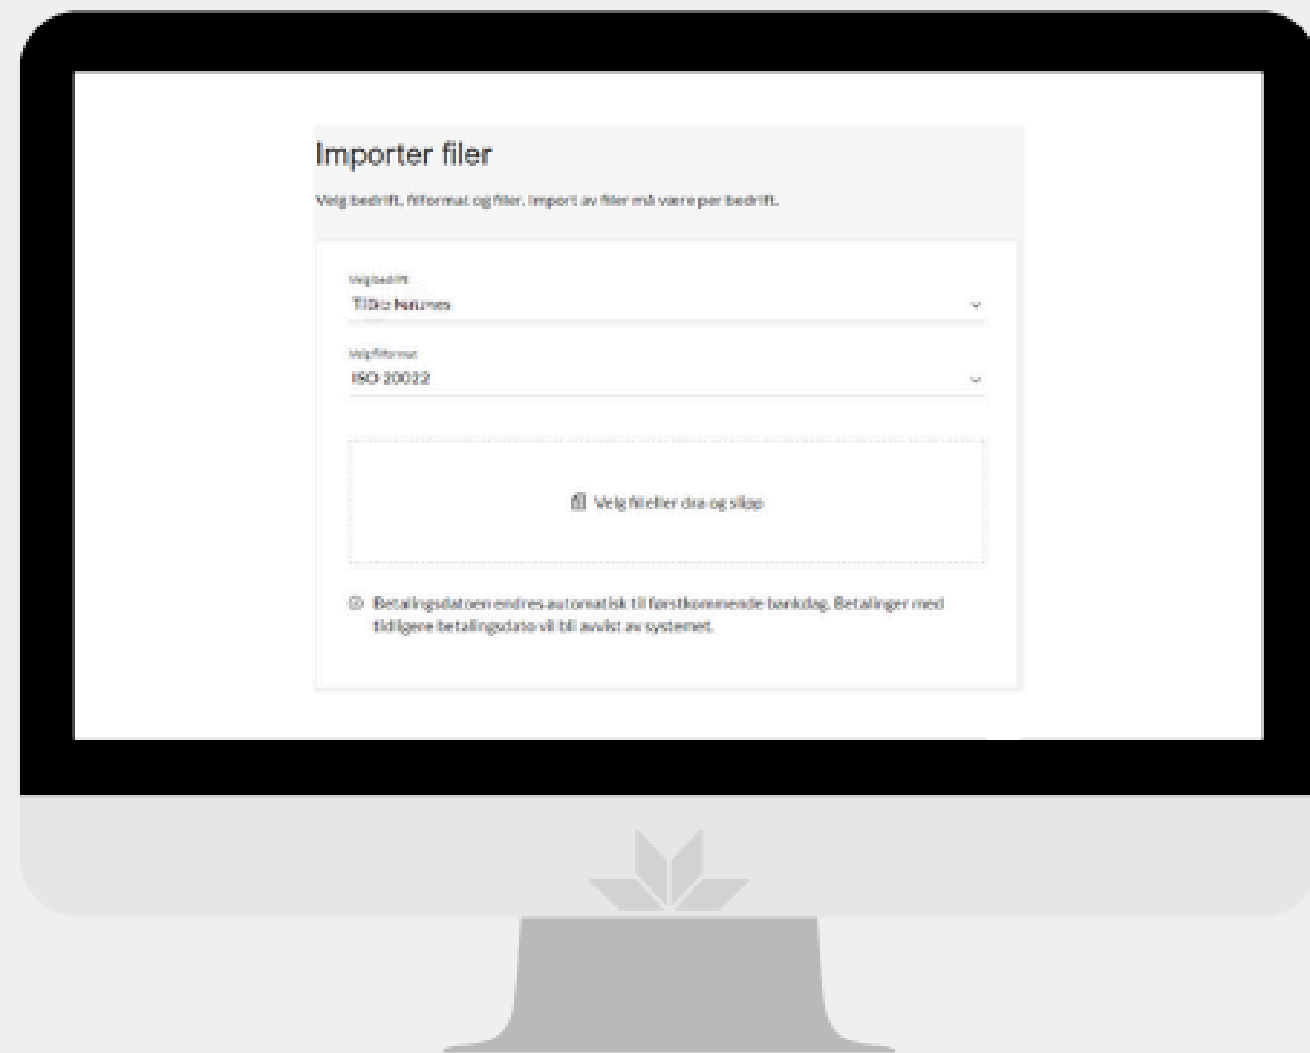 Importer filer
Velg bedrift, filformat og filer. Import av filer må være per bedrift.
Velg bedrift
Velg filformat
ISO 20022
Velg fil eller dra og slipp
Betalingsdatoen endres automatisk til førstkommende bankdag. Betalinger med
tidligere betalingsdato vil bli avvist av systemet.